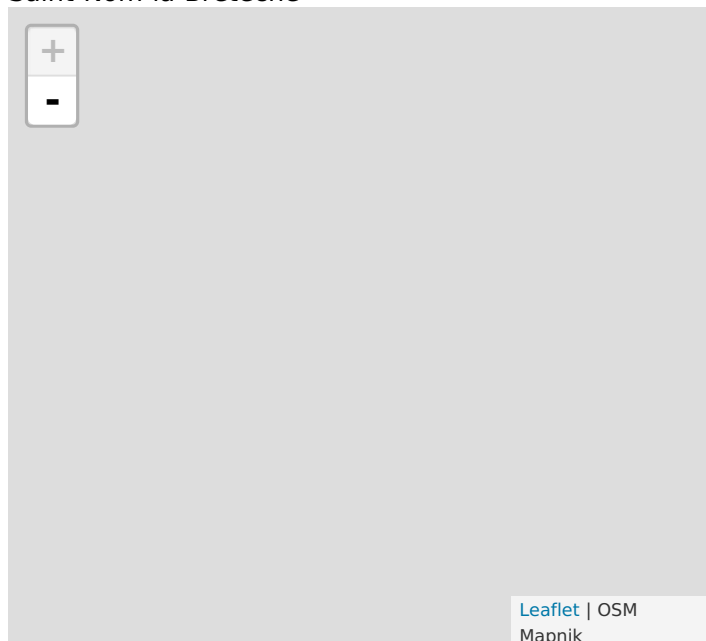 Saint-Nom-la-Bretèche
+
-
Leaflet | OSM
Mapnik